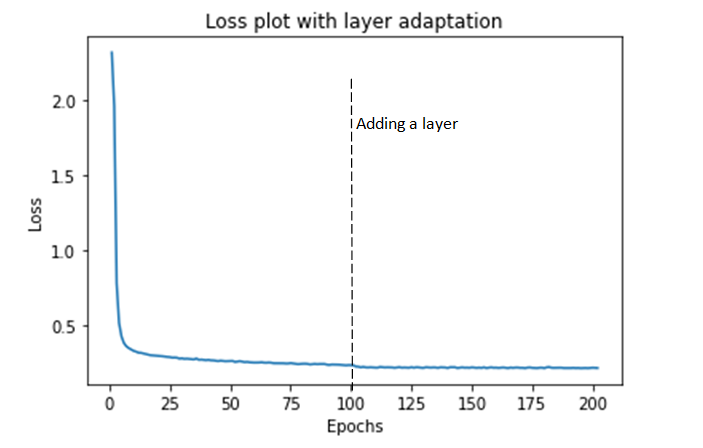 Loss plot with layer adaptation
2.0
Adding a layer
1.5
Loss
1.0
0.5
0 25 50 75 100 125 150 175 200
Epochs